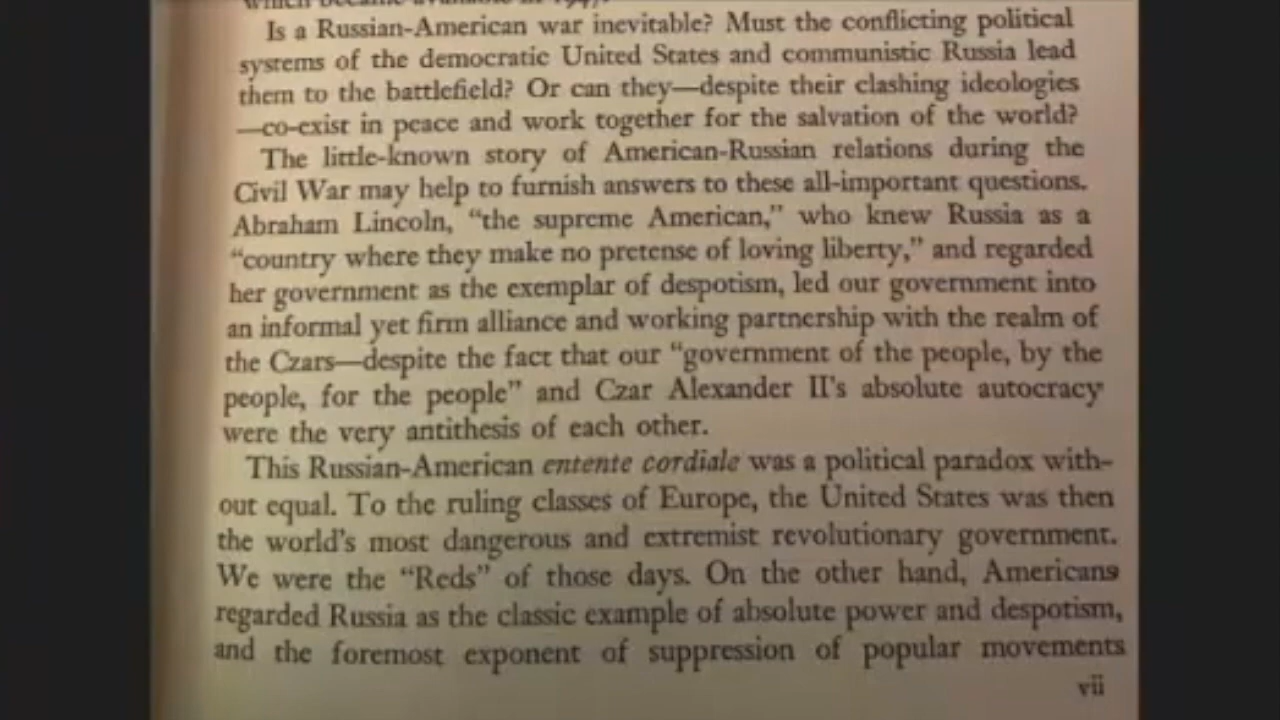 which became available in 1947.
Is a Russian-American war inevitable? Must the conflicting political
systems of the democratic United States and communistic Russia lead
them to the battlefield? Or can they—despite their clashing ideologies
—co-exist in peace and work together for the salvation of the world?
The little-known story of American-Russian relations during the
Civil War may help to furnish answers to these all-important questions.
Abraham Lincoln, “the supreme American,” who knew Russia as a
“country where they make no pretense of loving liberty,” and regarded
her government as the exemplar of despotism, led our government into
an informal yet firm alliance and working partnership with the realm of
the Czars—despite the fact that our “government of the people, by the
people, for the people” and Czar Alexander II's absolute autocracy
were the very antithesis of each other.
This Russian-American entente cordiale was a political paradox with-
out equal. To the ruling classes of Europe, the United States was then
the world's most dangerous and extremist revolutionary government.
We were the “Reds” of those days. On the other hand, Americans
regarded Russia as the classic example of absolute power and despotism,
and the foremost exponent of suppression of popular movements
vii